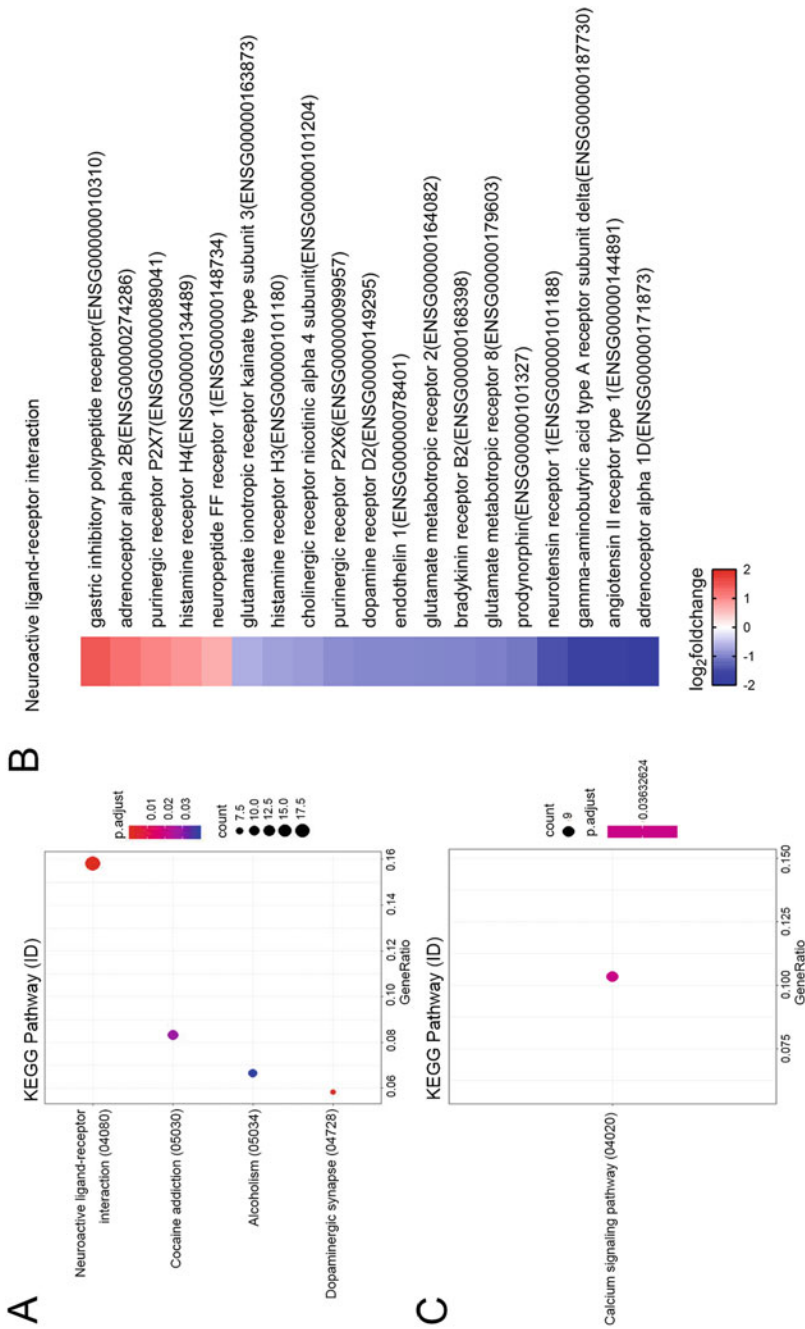 A
KEGG Pathway (ID)
Neuroactive ligand-receptor
interaction (04080)
Cocaine addiction (05030)
Alcoholism (05034)
Dopaminergic synapse (04728)
0.06
0.08
0.10
0.12
0.14
0.16
GeneRatio
p.adjust
0.01
0.02
0.03
count
7.5
10.0
12.5
15.0
17.5
B
Neuroactive ligand-receptor interaction
gastric inhibitory polypeptide receptor(ENSG00000010310)
adrenoceptor alpha 2B(ENSG00000274286)
purinergic receptor P2X7(ENSG00000089041)
histamine receptor H4(ENSG00000134489)
neuropeptide FF receptor 1(ENSG00000148734)
glutamate ionotropic receptor kainate type subunit 3(ENSG00000163873)
histamine receptor H3(ENSG00000101180)
cholinergic receptor nicotinic alpha 4 subunit(ENSG00000101204)
purinergic receptor P2X6(ENSG00000099957)
dopamine receptor D2(ENSG00000149295)
endothelin 1(ENSG00000078401)
glutamate metabotropic receptor 2(ENSG00000164082)
bradykinin receptor B2(ENSG00000168398)
glutamate metabotropic receptor 8(ENSG00000179603)
prodynorphin(ENSG00000101327)
neurotensin receptor 1(ENSG00000101188)
gamma-aminobutyric acid type A receptor subunit delta(ENSG00000187730)
angiotensin II receptor type 1(ENSG00000144891)
adrenoceptor alpha 1D(ENSG00000171873)
log2foldchange
-2
-1
0
1
2
C
KEGG Pathway (ID)
Calcium signaling pathway (04020)
0.075
0.100
0.125
0.150
GeneRatio
count
9
p.adjust
0.03632624